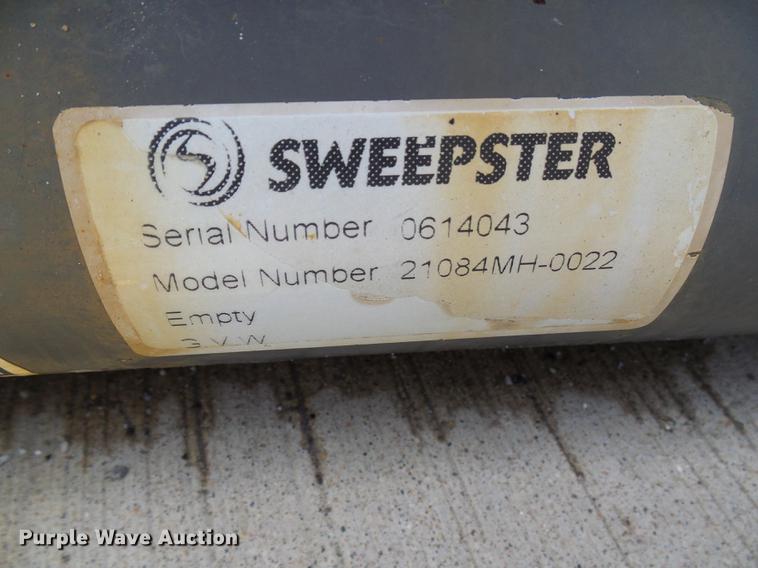 SWEEPSTER
Serial Number 0614043
Model Number 21084MH-0022
Empty
G.V.W.
Purple Wave Auction